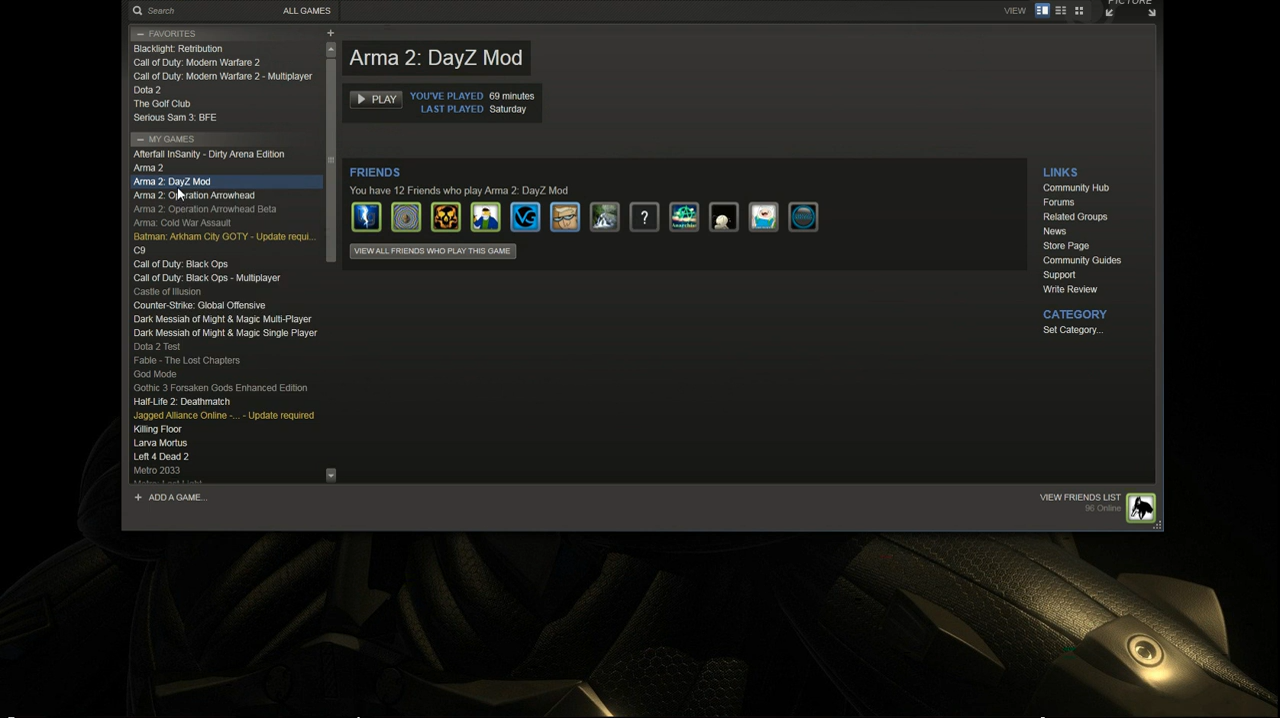 PICTURE
Search
ALL GAMES
VIEW
FAVORITES
Blacklight: Retribution
Call of Duty: Modern Warfare 2
Call of Duty: Modern Warfare 2 - Multiplayer
Dota 2
The Golf Club
Serious Sam 3: BFE
MY GAMES
Afterfall InSanity - Dirty Arena Edition
Arma 2
Arma 2: DayZ Mod
Arma 2: Operation Arrowhead
Arma 2: Operation Arrowhead Beta
Arma: Cold War Assault
Batman: Arkham City GOTY - Update requi...
C9
Call of Duty: Black Ops
Call of Duty: Black Ops - Multiplayer
Castle of Illusion
Counter-Strike: Global Offensive
Dark Messiah of Might & Magic Multi-Player
Dark Messiah of Might & Magic Single Player
Dota 2 Test
Fable - The Lost Chapters
God Mode
Gothic 3 Forsaken Gods Enhanced Edition
Half-Life 2: Deathmatch
Jagged Alliance Online -... - Update required
Killing Floor
Larva Mortus
Left 4 Dead 2
Metro 2033
Metro: Last Light
+ ADD A GAME...
Arma 2: DayZ Mod
PLAY
YOU'VE PLAYED 69 minutes
LAST PLAYED Saturday
FRIENDS
You have 12 Friends who play Arma 2: DayZ Mod
VG
?
VIEW ALL FRIENDS WHO PLAY THIS GAME
LINKS
Community Hub
Forums
Related Groups
News
Store Page
Community Guides
Support
Write Review
CATEGORY
Set Category...
VIEW FRIENDS LIST
96 Online